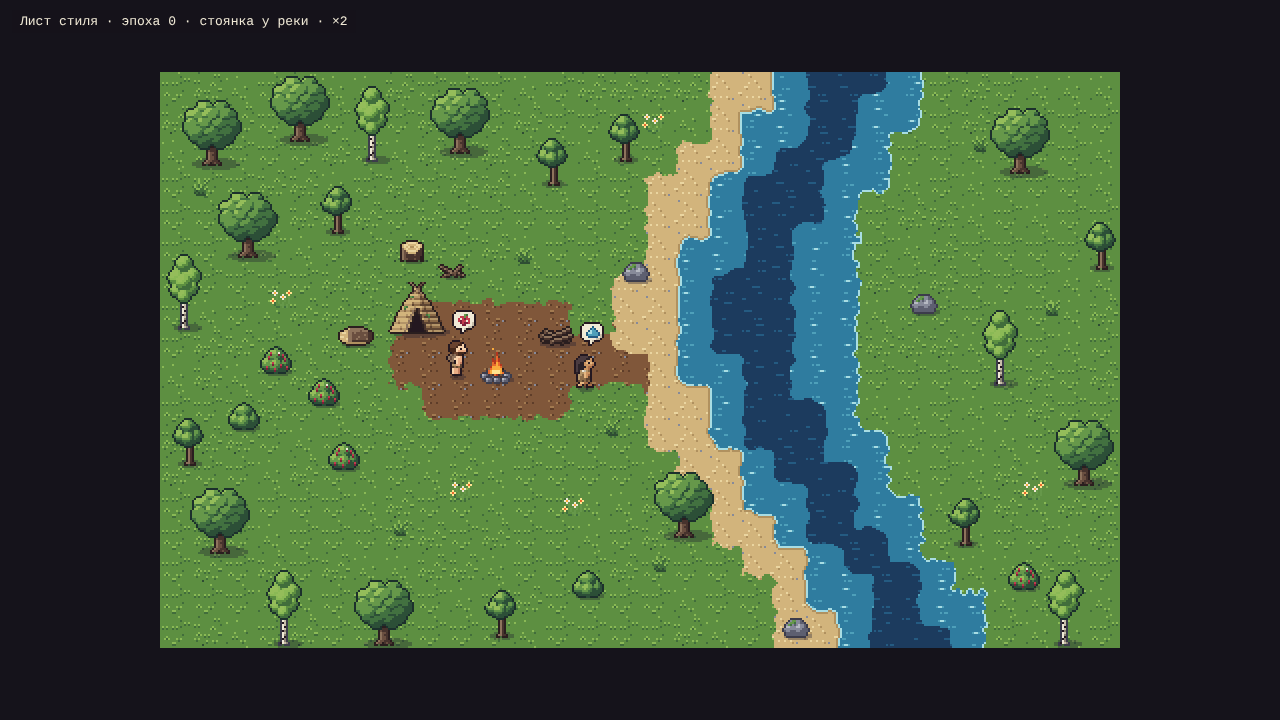 Лист стиля · эпоха 0 · стоянка у реки · ×2